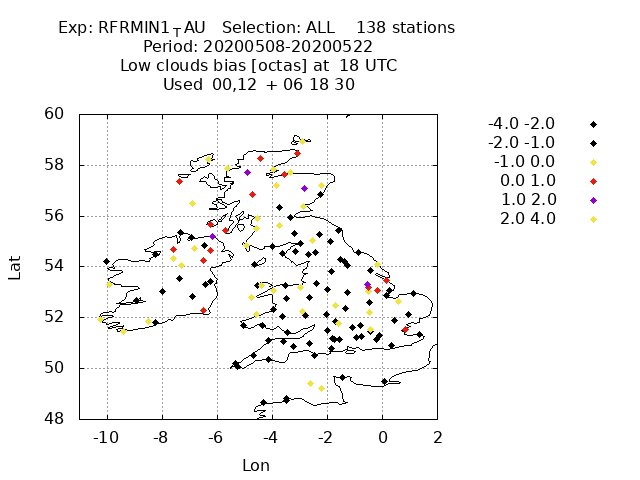 Exp: RFRMIN1TAU Selection: ALL 138 stations
Period: 20200508-20200522
Low clouds bias [octas] at 18 UTC
Used 00,12 + 06 18 30
-4.0 -2.0
-2.0 -1.0
-1.0 0.0
0.0 1.0
1.0 2.0
2.0 4.0
60
58
56
54
52
50
48
Lat
-10 -8 -6 -4 -2 0 2
Lon